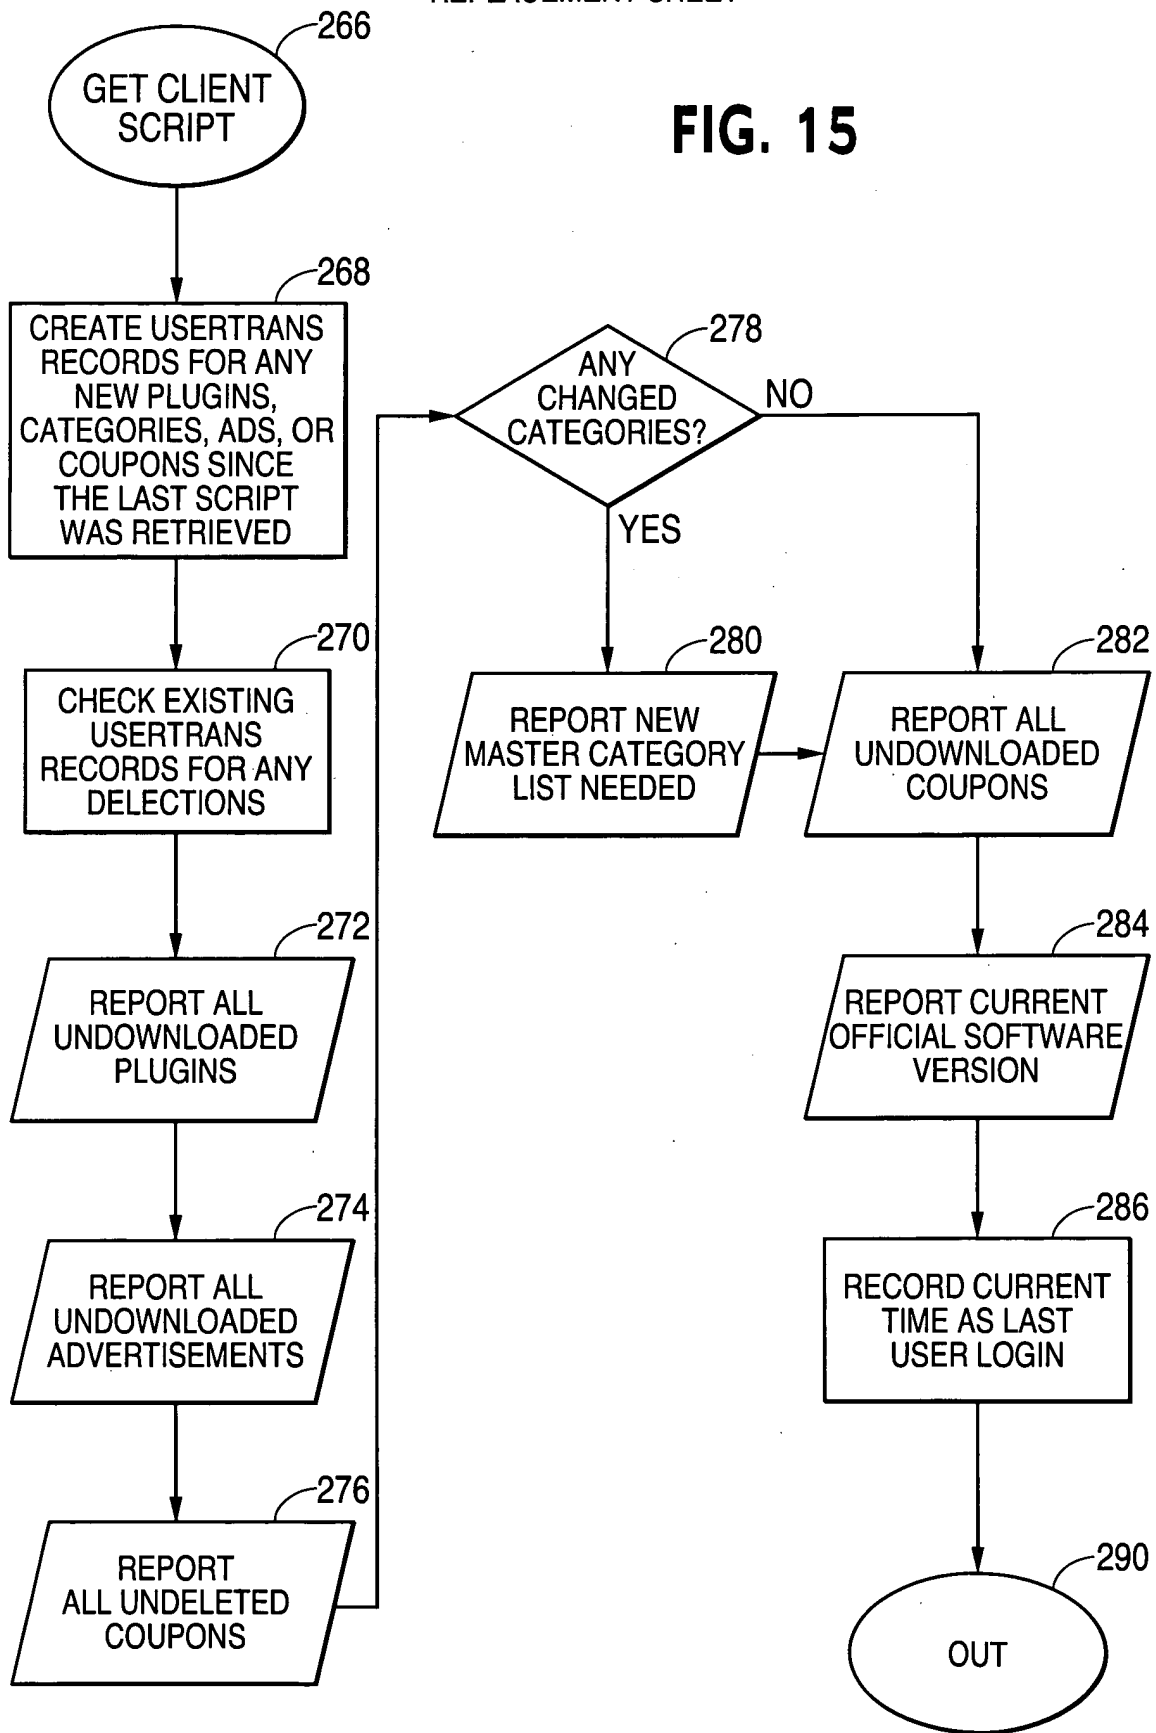 REPLACEMENT SHEET
266
GET CLIENT
SCRIPT
FIG. 15
268
CREATE USERTRANS
RECORDS FOR ANY
NEW PLUGINS,
CATEGORIES, ADS, OR
COUPONS SINCE
THE LAST SCRIPT
WAS RETRIEVED
270
CHECK EXISTING
USERTRANS
RECORDS FOR ANY
DELECTIONS
272
REPORT ALL
UNDOWNLOADED
PLUGINS
274
REPORT ALL
UNDOWNLOADED
ADVERTISEMENTS
276
REPORT
ALL UNDELETED
COUPONS
278
ANY
CHANGED
CATEGORIES?
NO
YES
280
REPORT NEW
MASTER CATEGORY
LIST NEEDED
282
REPORT ALL
UNDOWNLOADED
COUPONS
284
REPORT CURRENT
OFFICIAL SOFTWARE
VERSION
286
RECORD CURRENT
TIME AS LAST
USER LOGIN
290
OUT